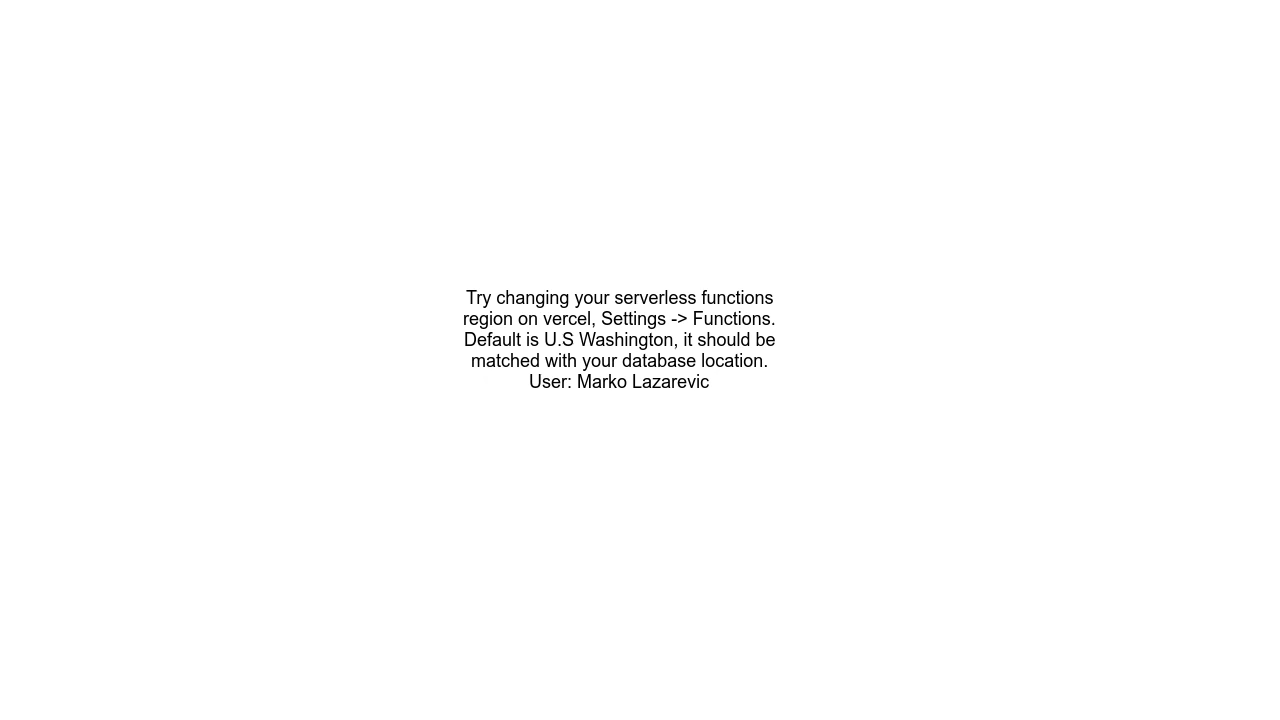 Try changing your serverless functions
region on vercel, Settings -> Functions.
Default is U.S Washington, it should be
matched with your database location.
User: Marko Lazarevic